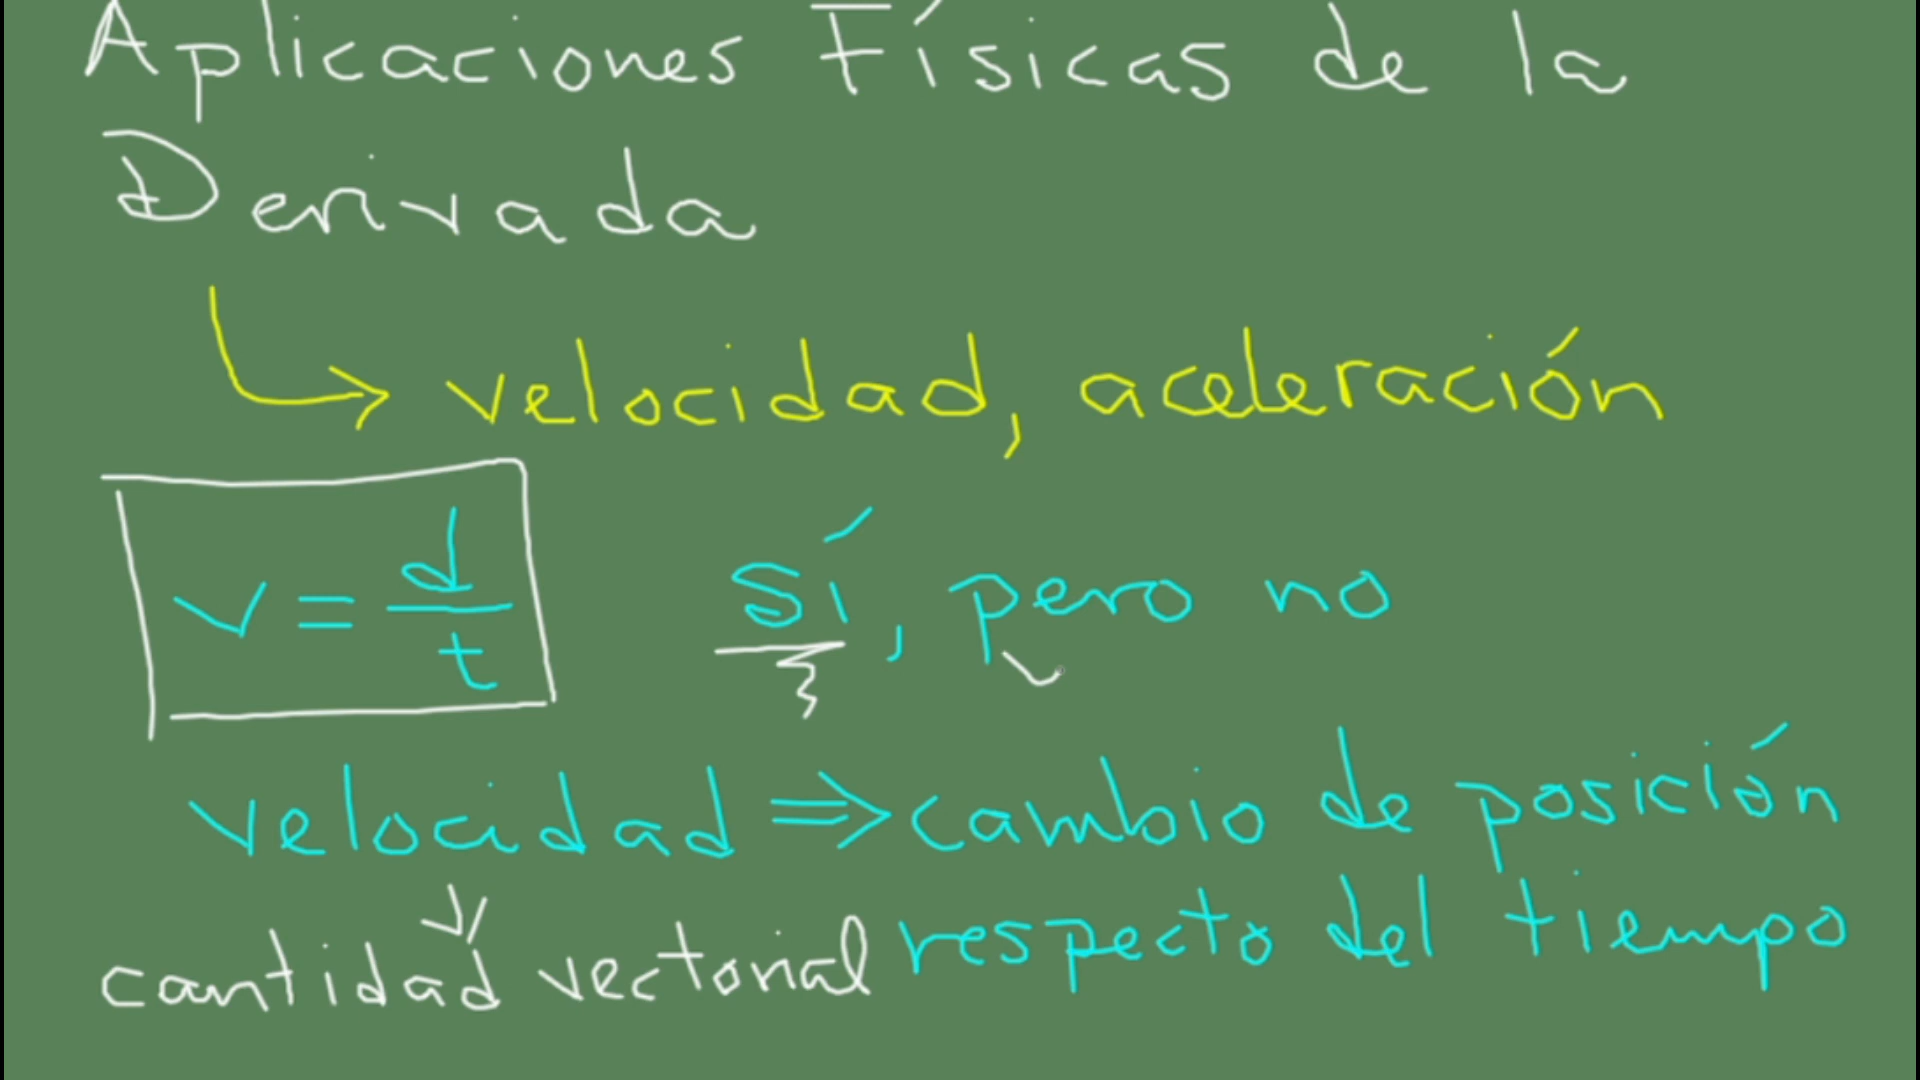 Aplicaciones Físicas de la
Derivada
velocidad, aceleración
v = d/t
sí, pero no
velocidad ⇒ cambio de posición
respecto del tiempo
cantidad vectorial